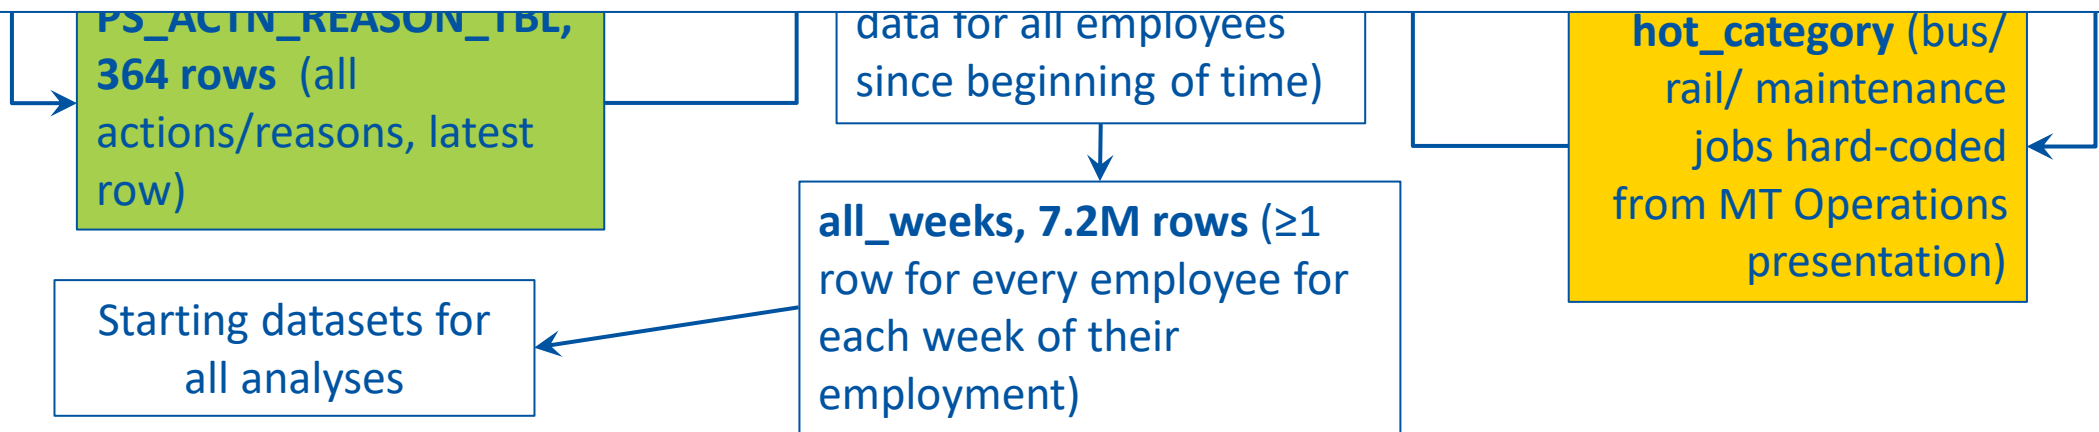 PS_ACTN_REASON_TBL,
364 rows (all
actions/reasons, latest
row)
data for all employees
since beginning of time)
hot_category (bus/
rail/ maintenance
jobs hard-coded
from MT Operations
presentation)
all_weeks, 7.2M rows (≥1
row for every employee for
each week of their
employment)
Starting datasets for
all analyses